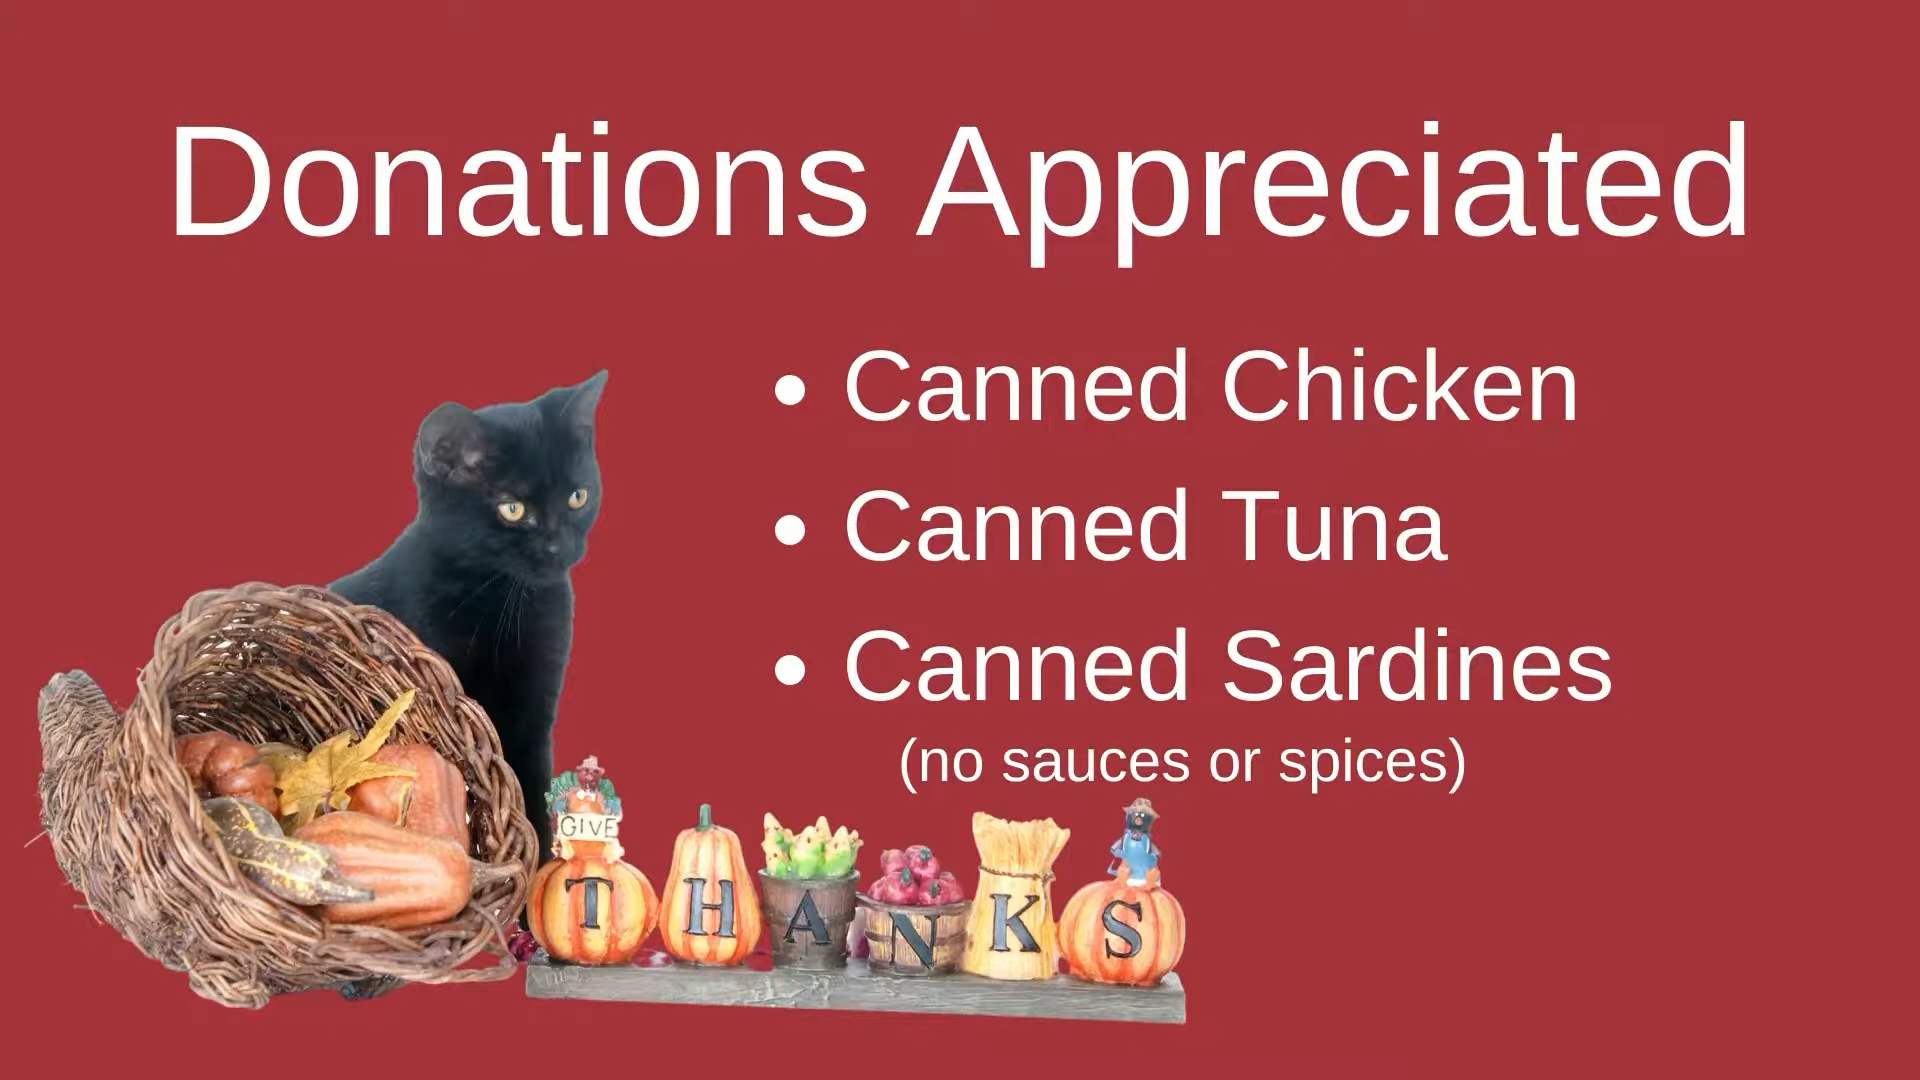 Donations Appreciated
• Canned Chicken
• Canned Tuna
• Canned Sardines
(no sauces or spices)
GIVE
THANKS